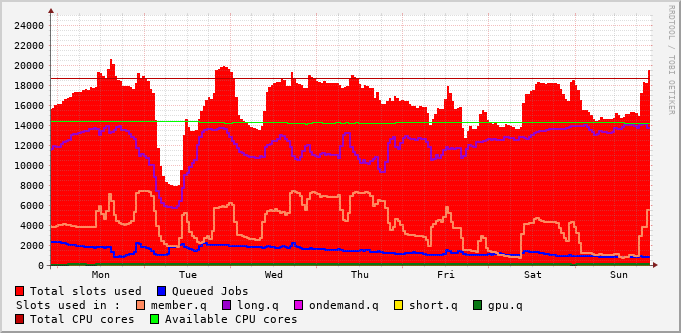 RRDTOOL / TOBI OETIKER
24000
22000
20000
18000
16000
14000
12000
10000
8000
6000
4000
2000
0
Mon Tue Wed Thu Fri Sat Sun
Total slots used Queued Jobs
Slots used in : member.q long.q ondemand.q short.q gpu.q
Total CPU cores Available CPU cores